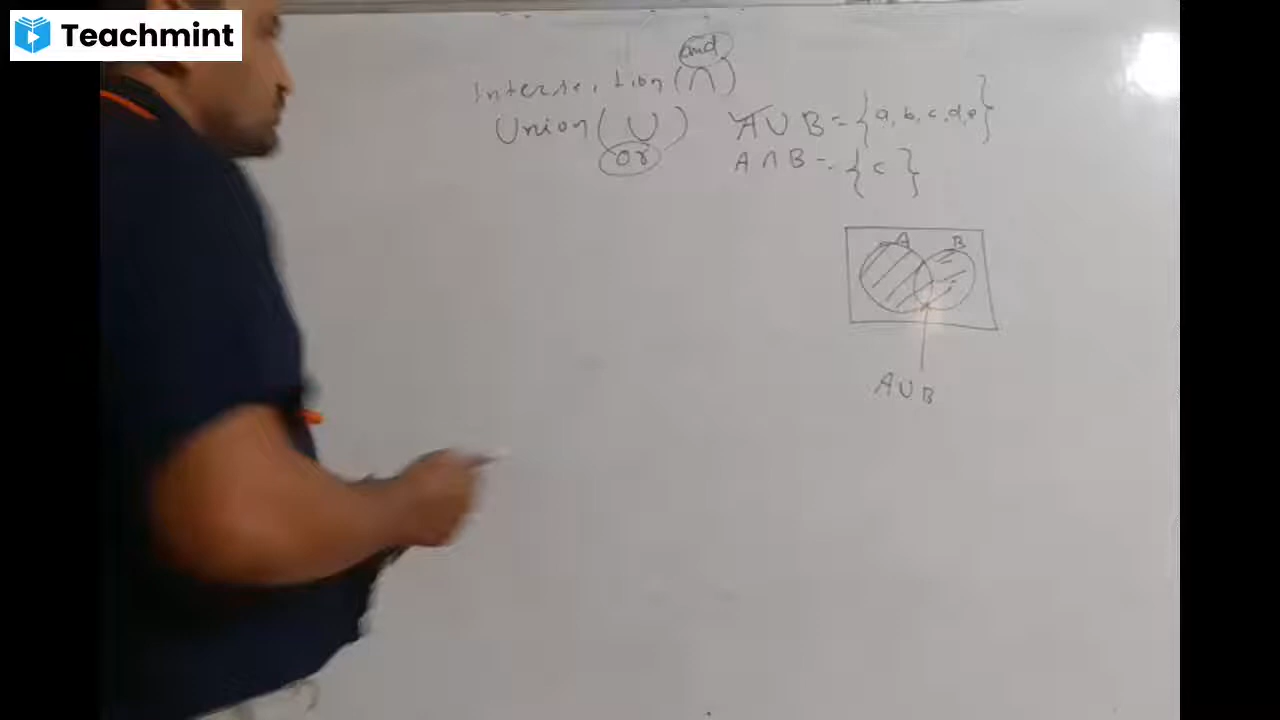 Teachmint
and
Intersection (∩)
Union (∪) A∪B = {a, b, c, d, e}
or
A∩B = {c}
A B
A∪B